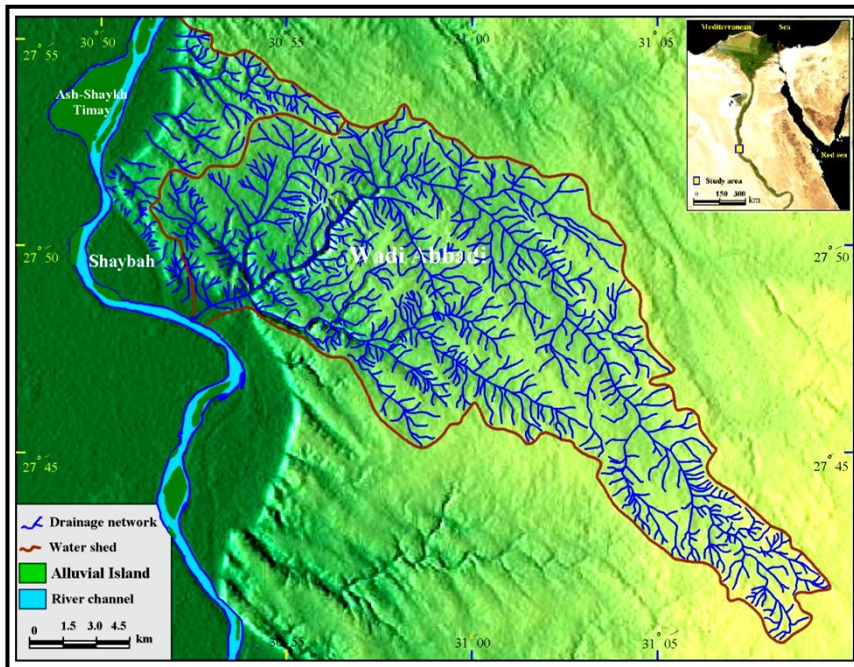 30° 50
30° 55
31° 00
31° 05
27° 55
27° 55
Mediterranean Sea
Red sea
Study area
0 150 300
km
Ash-Shaykh
Timay
27° 50
27° 50
Shaybah
Wadi Abbadi
27° 45
27° 45
Drainage network
Water shed
Alluvial Island
River channel
0 1.5 3.0 4.5
km
30° 55
31° 00
31° 05